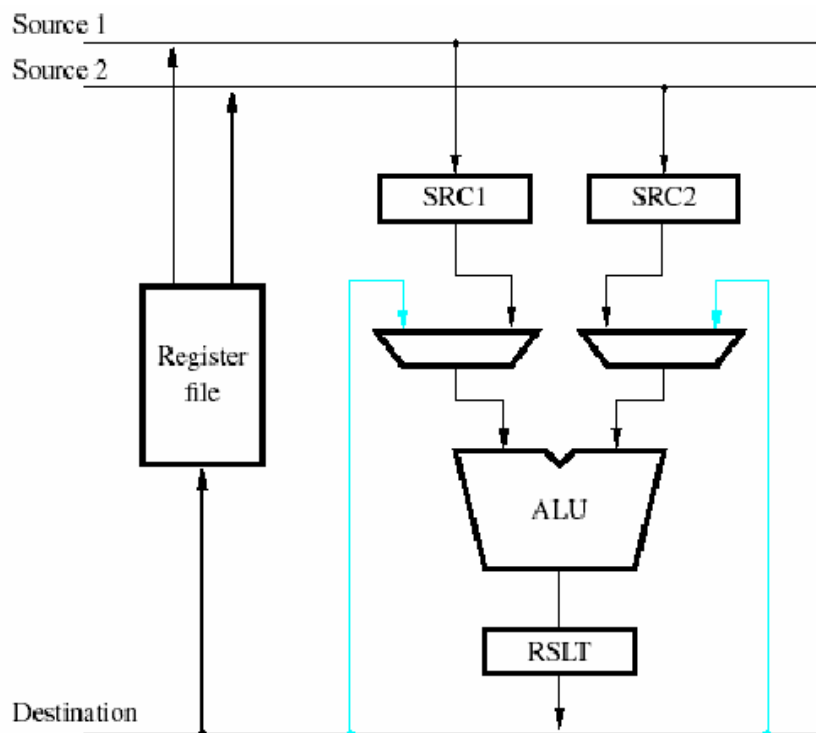 Source 1
Source 2
SRC1
SRC2
Register
file
ALU
RSLT
Destination